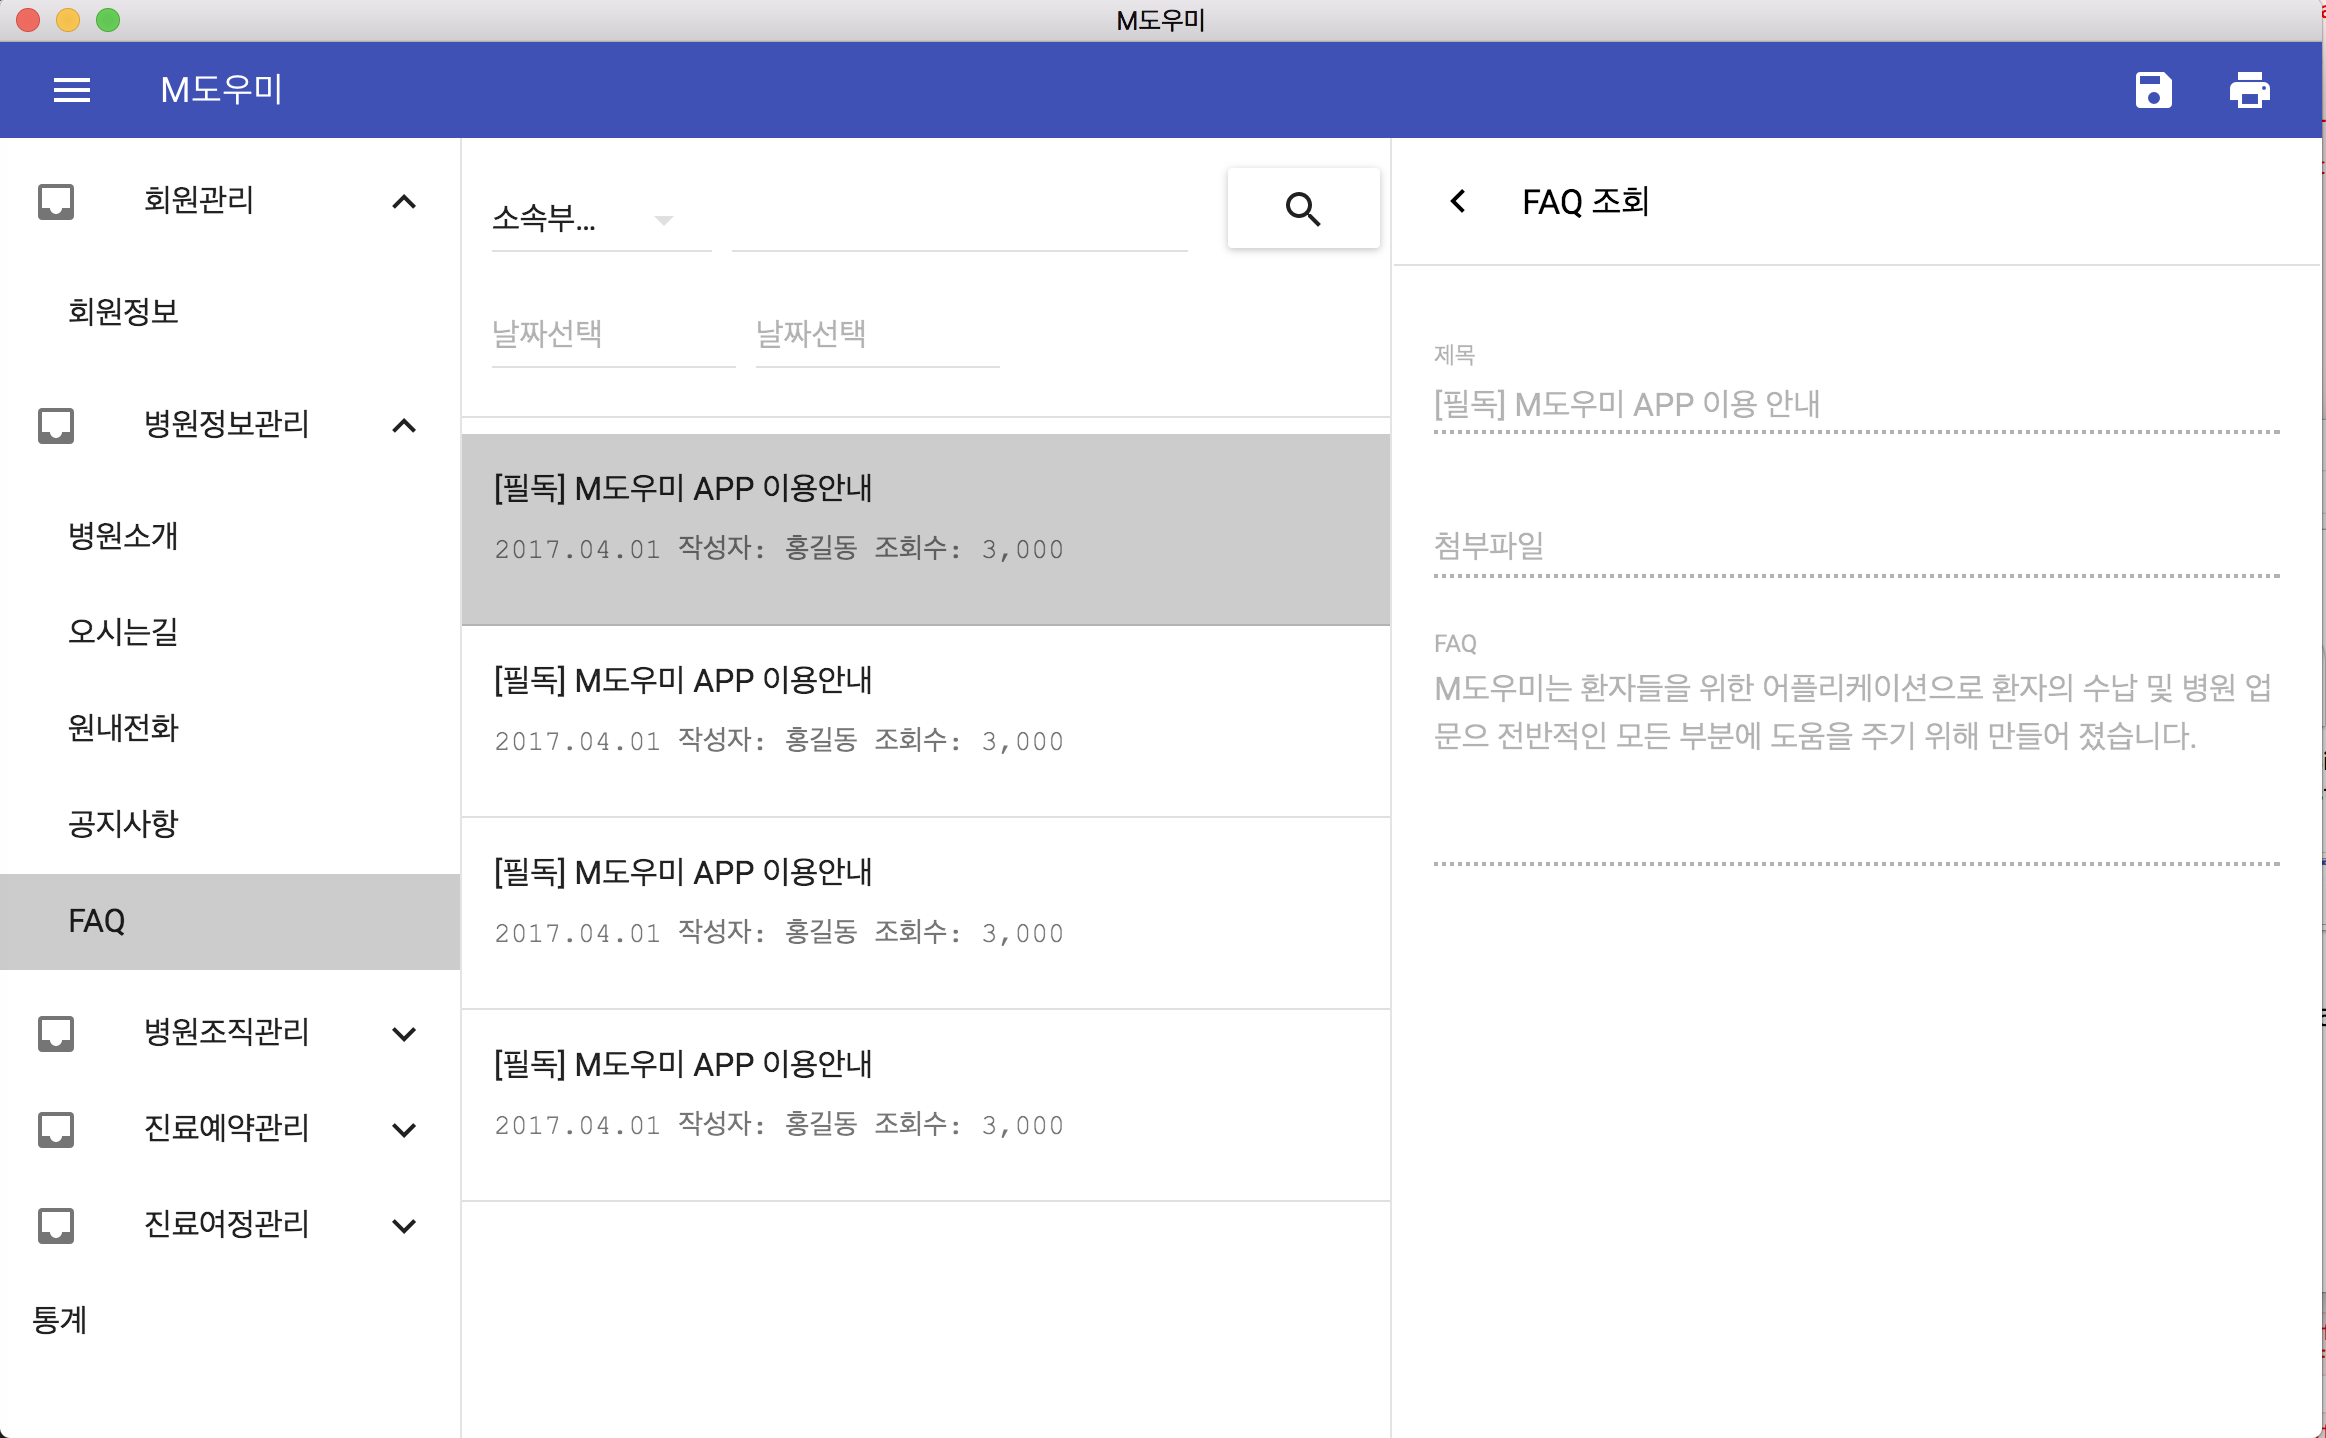 M도우미
M도우미
회원관리
회원정보
병원정보관리
병원소개
오시는길
원내전화
공지사항
FAQ
병원조직관리
진료예약관리
진료여정관리
통계
소속부...
날짜선택 날짜선택
[필독] M도우미 APP 이용안내
2017.04.01 작성자: 홍길동 조회수: 3,000
[필독] M도우미 APP 이용안내
2017.04.01 작성자: 홍길동 조회수: 3,000
[필독] M도우미 APP 이용안내
2017.04.01 작성자: 홍길동 조회수: 3,000
[필독] M도우미 APP 이용안내
2017.04.01 작성자: 홍길동 조회수: 3,000
FAQ 조회
제목
[필독] M도우미 APP 이용 안내
첨부파일
FAQ
M도우미는 환자들을 위한 어플리케이션으로 환자의 수납 및 병원 업
문으 전반적인 모든 부분에 도움을 주기 위해 만들어 졌습니다.